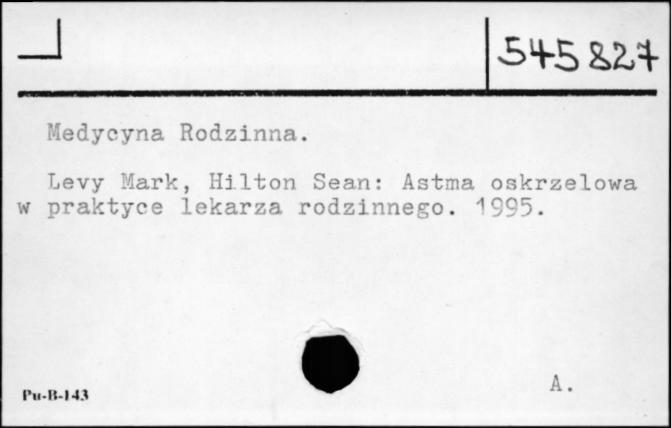 545827
Medycyna Rodzinna.
Levy Mark, Hilton Sean: Astma oskrzelowa
w praktyce lekarza rodzinnego. 1995.
A.
Pu-B-143